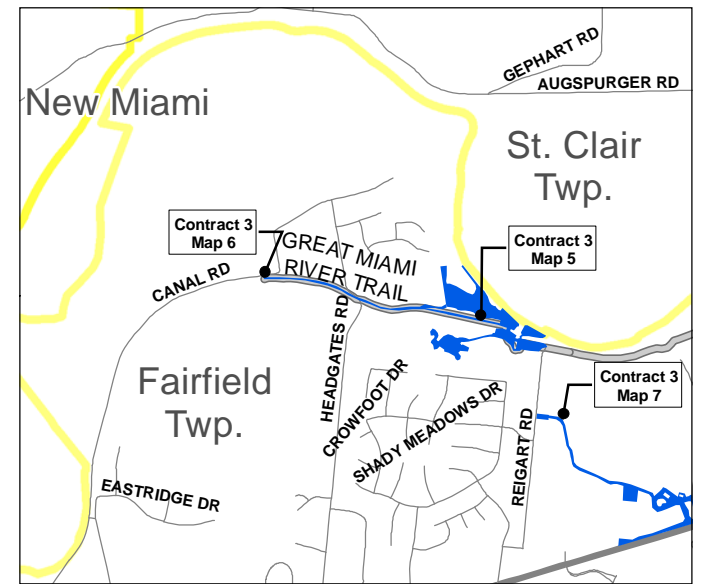 GEPHART RD
AUGSPURGER RD
New Miami
St. Clair
Twp.
Contract 3
Map 6
GREAT MIAMI
RIVER TRAIL
Contract 3
Map 5
CANAL RD
HEADGATES RD
Fairfield
Twp.
CROWFOOT DR
SHADY MEADOWS DR
REIGART RD
Contract 3
Map 7
EASTRIDGE DR